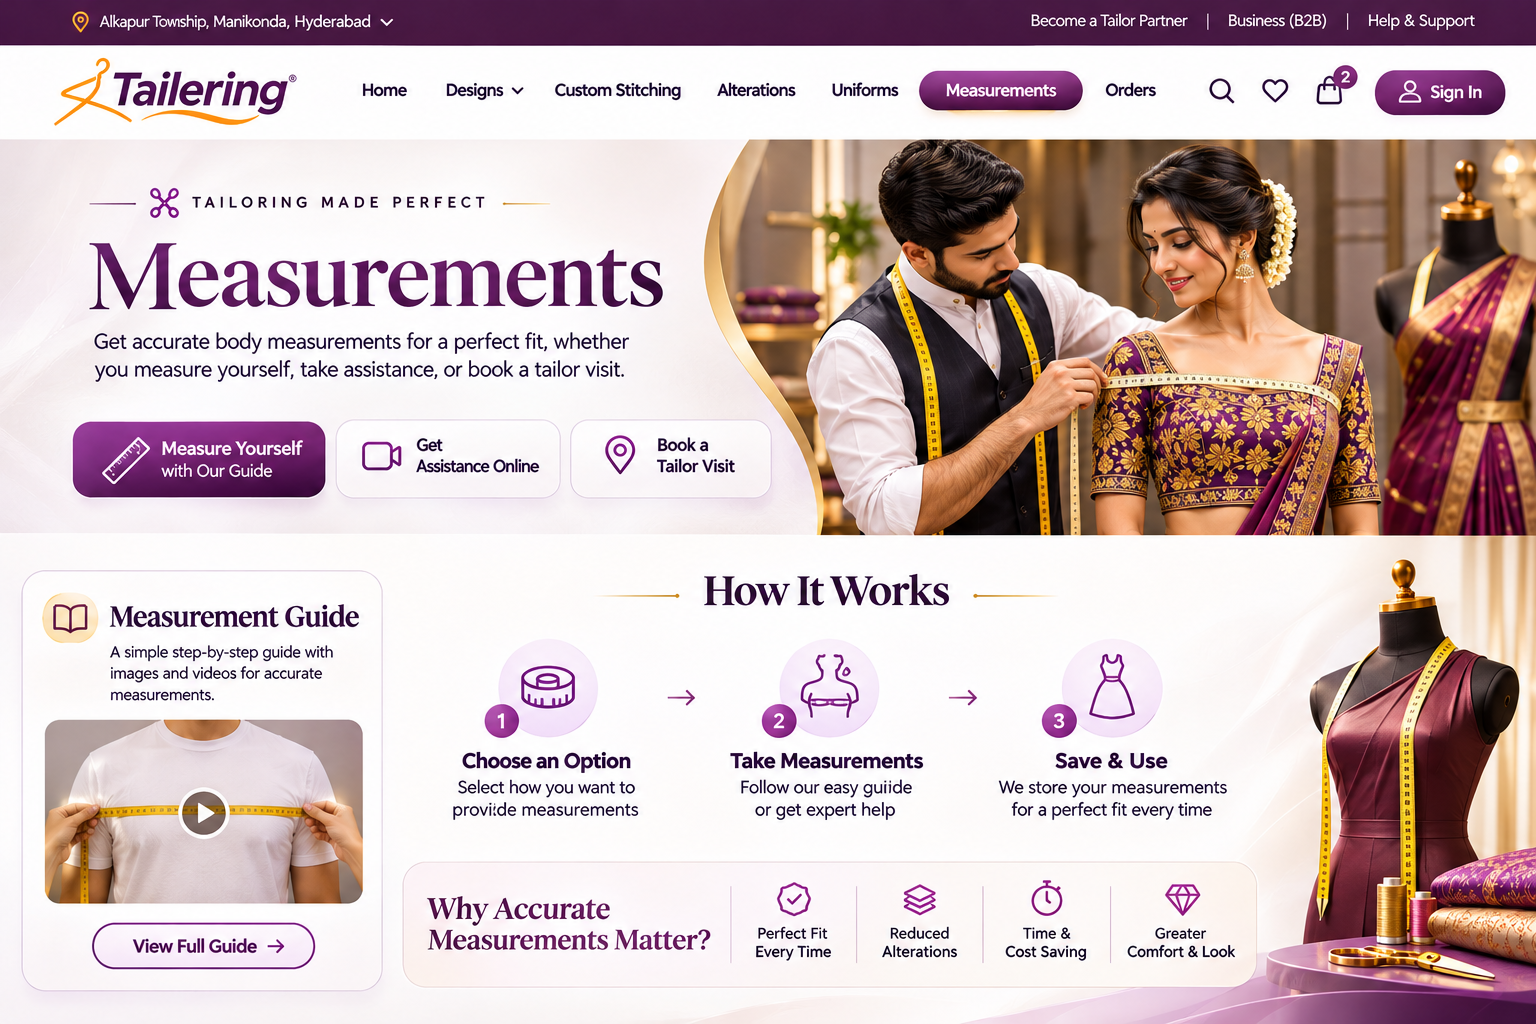 Alkapur Towship, Manikonda, Hyderabad
Become a Tailor Partner | Business (B2B) | Help & Support
Tailering®
Home
Designs
Custom Stitching
Alterations
Uniforms
Measurements
Orders
2
Sign In
TAILORING MADE PERFECT
Measurements
Get accurate body measurements for a perfect fit, whether
you measure yourself, take assistance, or book a tailor visit.
Measure Yourself
with Our Guide
Get
Assistance Online
Book a
Tailor Visit
Measurement Guide
A simple step-by-step guide with
images and videos for accurate
measurements.
View Full Guide →
How It Works
1
Choose an Option
Select how you want to
provide measurements
→
2
Take Measurements
Follow our easy guide
or get expert help
→
3
Save & Use
We store your measurements
for a perfect fit every time
Why Accurate
Measurements Matter?
Perfect Fit
Every Time
Reduced
Alterations
Time &
Cost Saving
Greater
Comfort & Look